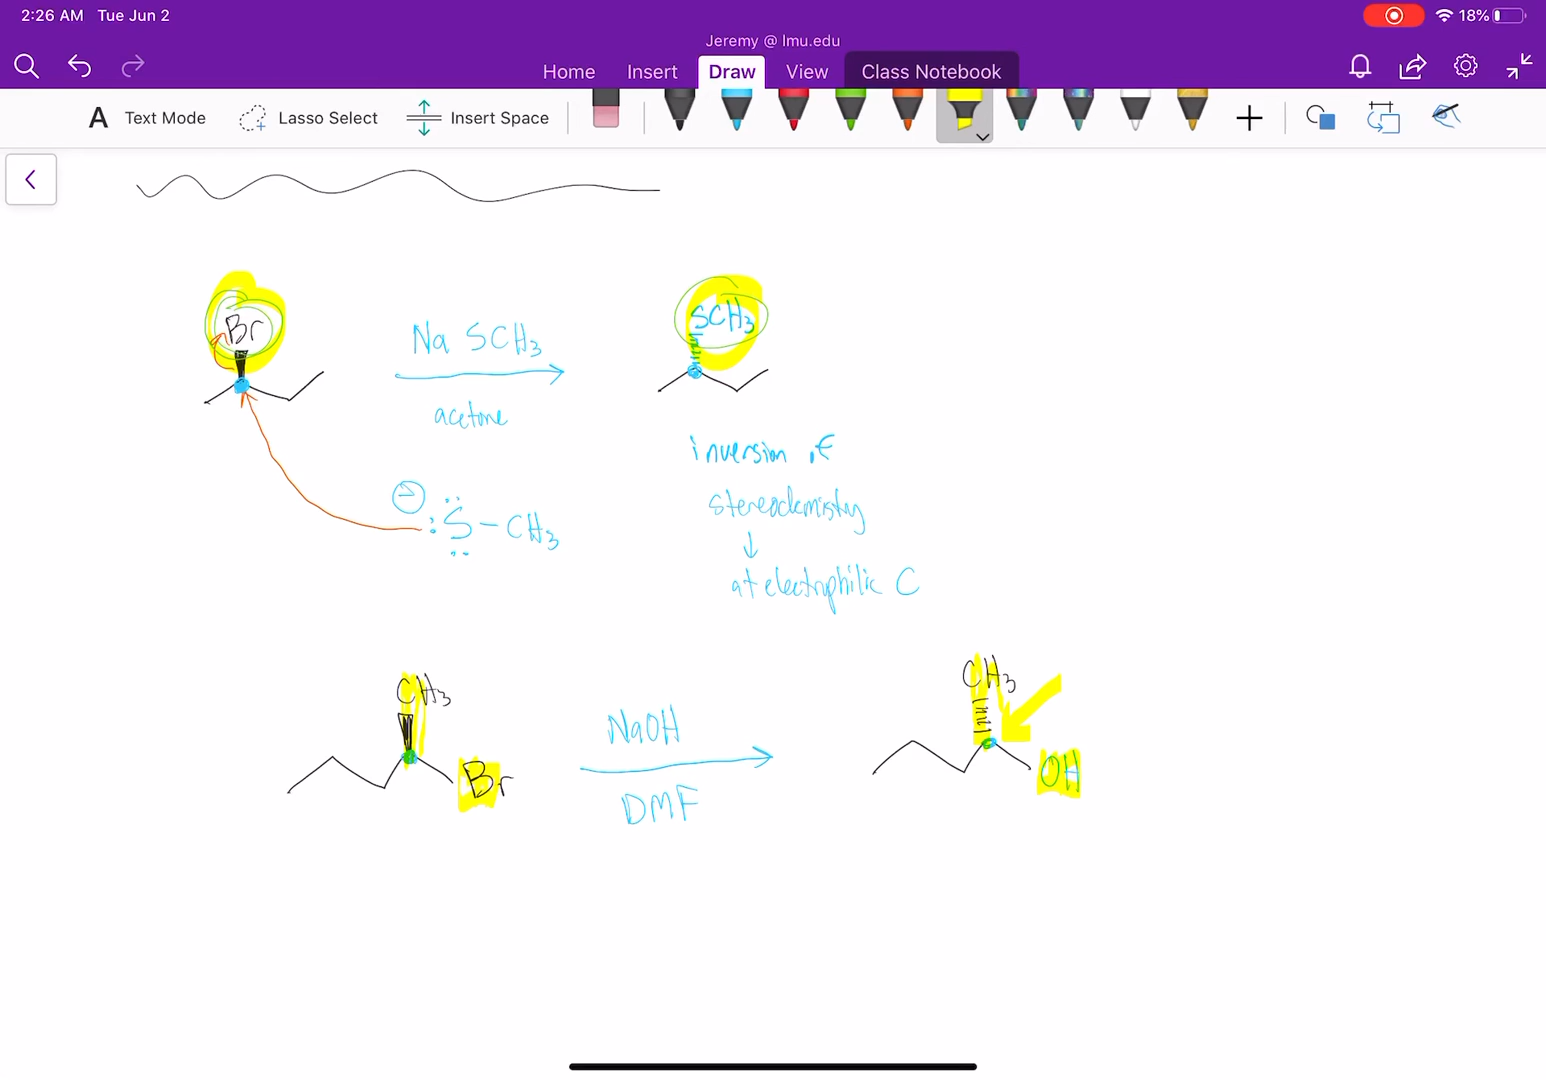 2:26 AM Tue Jun 2
18%
Jeremy @ lmu.edu
Home Insert Draw View Class Notebook
A Text Mode Lasso Select Insert Space
Br
Na SCH3
acetone
SCH3
inversion of
stereochemistry
at electrophilic C
:S-CH3
CH3
Br
NaOH
DMF
CH3
OH